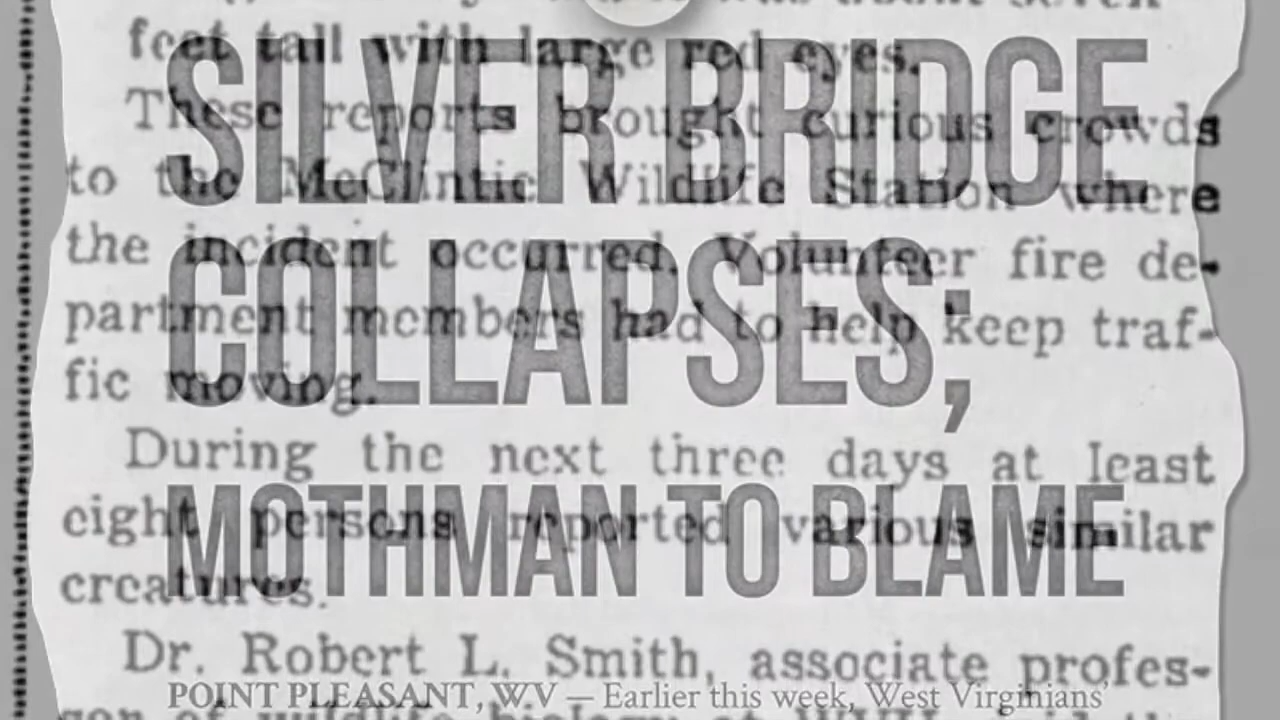 feet tall with large red eyes.
These reports brought curious crowds
to the McClintic Wildlife Station where
the incident occurred. Volunteer fire de-
partment members had to help keep traf-
fic moving.
During the next three days at least
eight persons reported various similar
creatures.
Dr. Robert L. Smith, associate profes-
SILVER BRIDGE
COLLAPSES;
MOTHMAN TO BLAME
POINT PLEASANT, WV — Earlier this week, West Virginians'